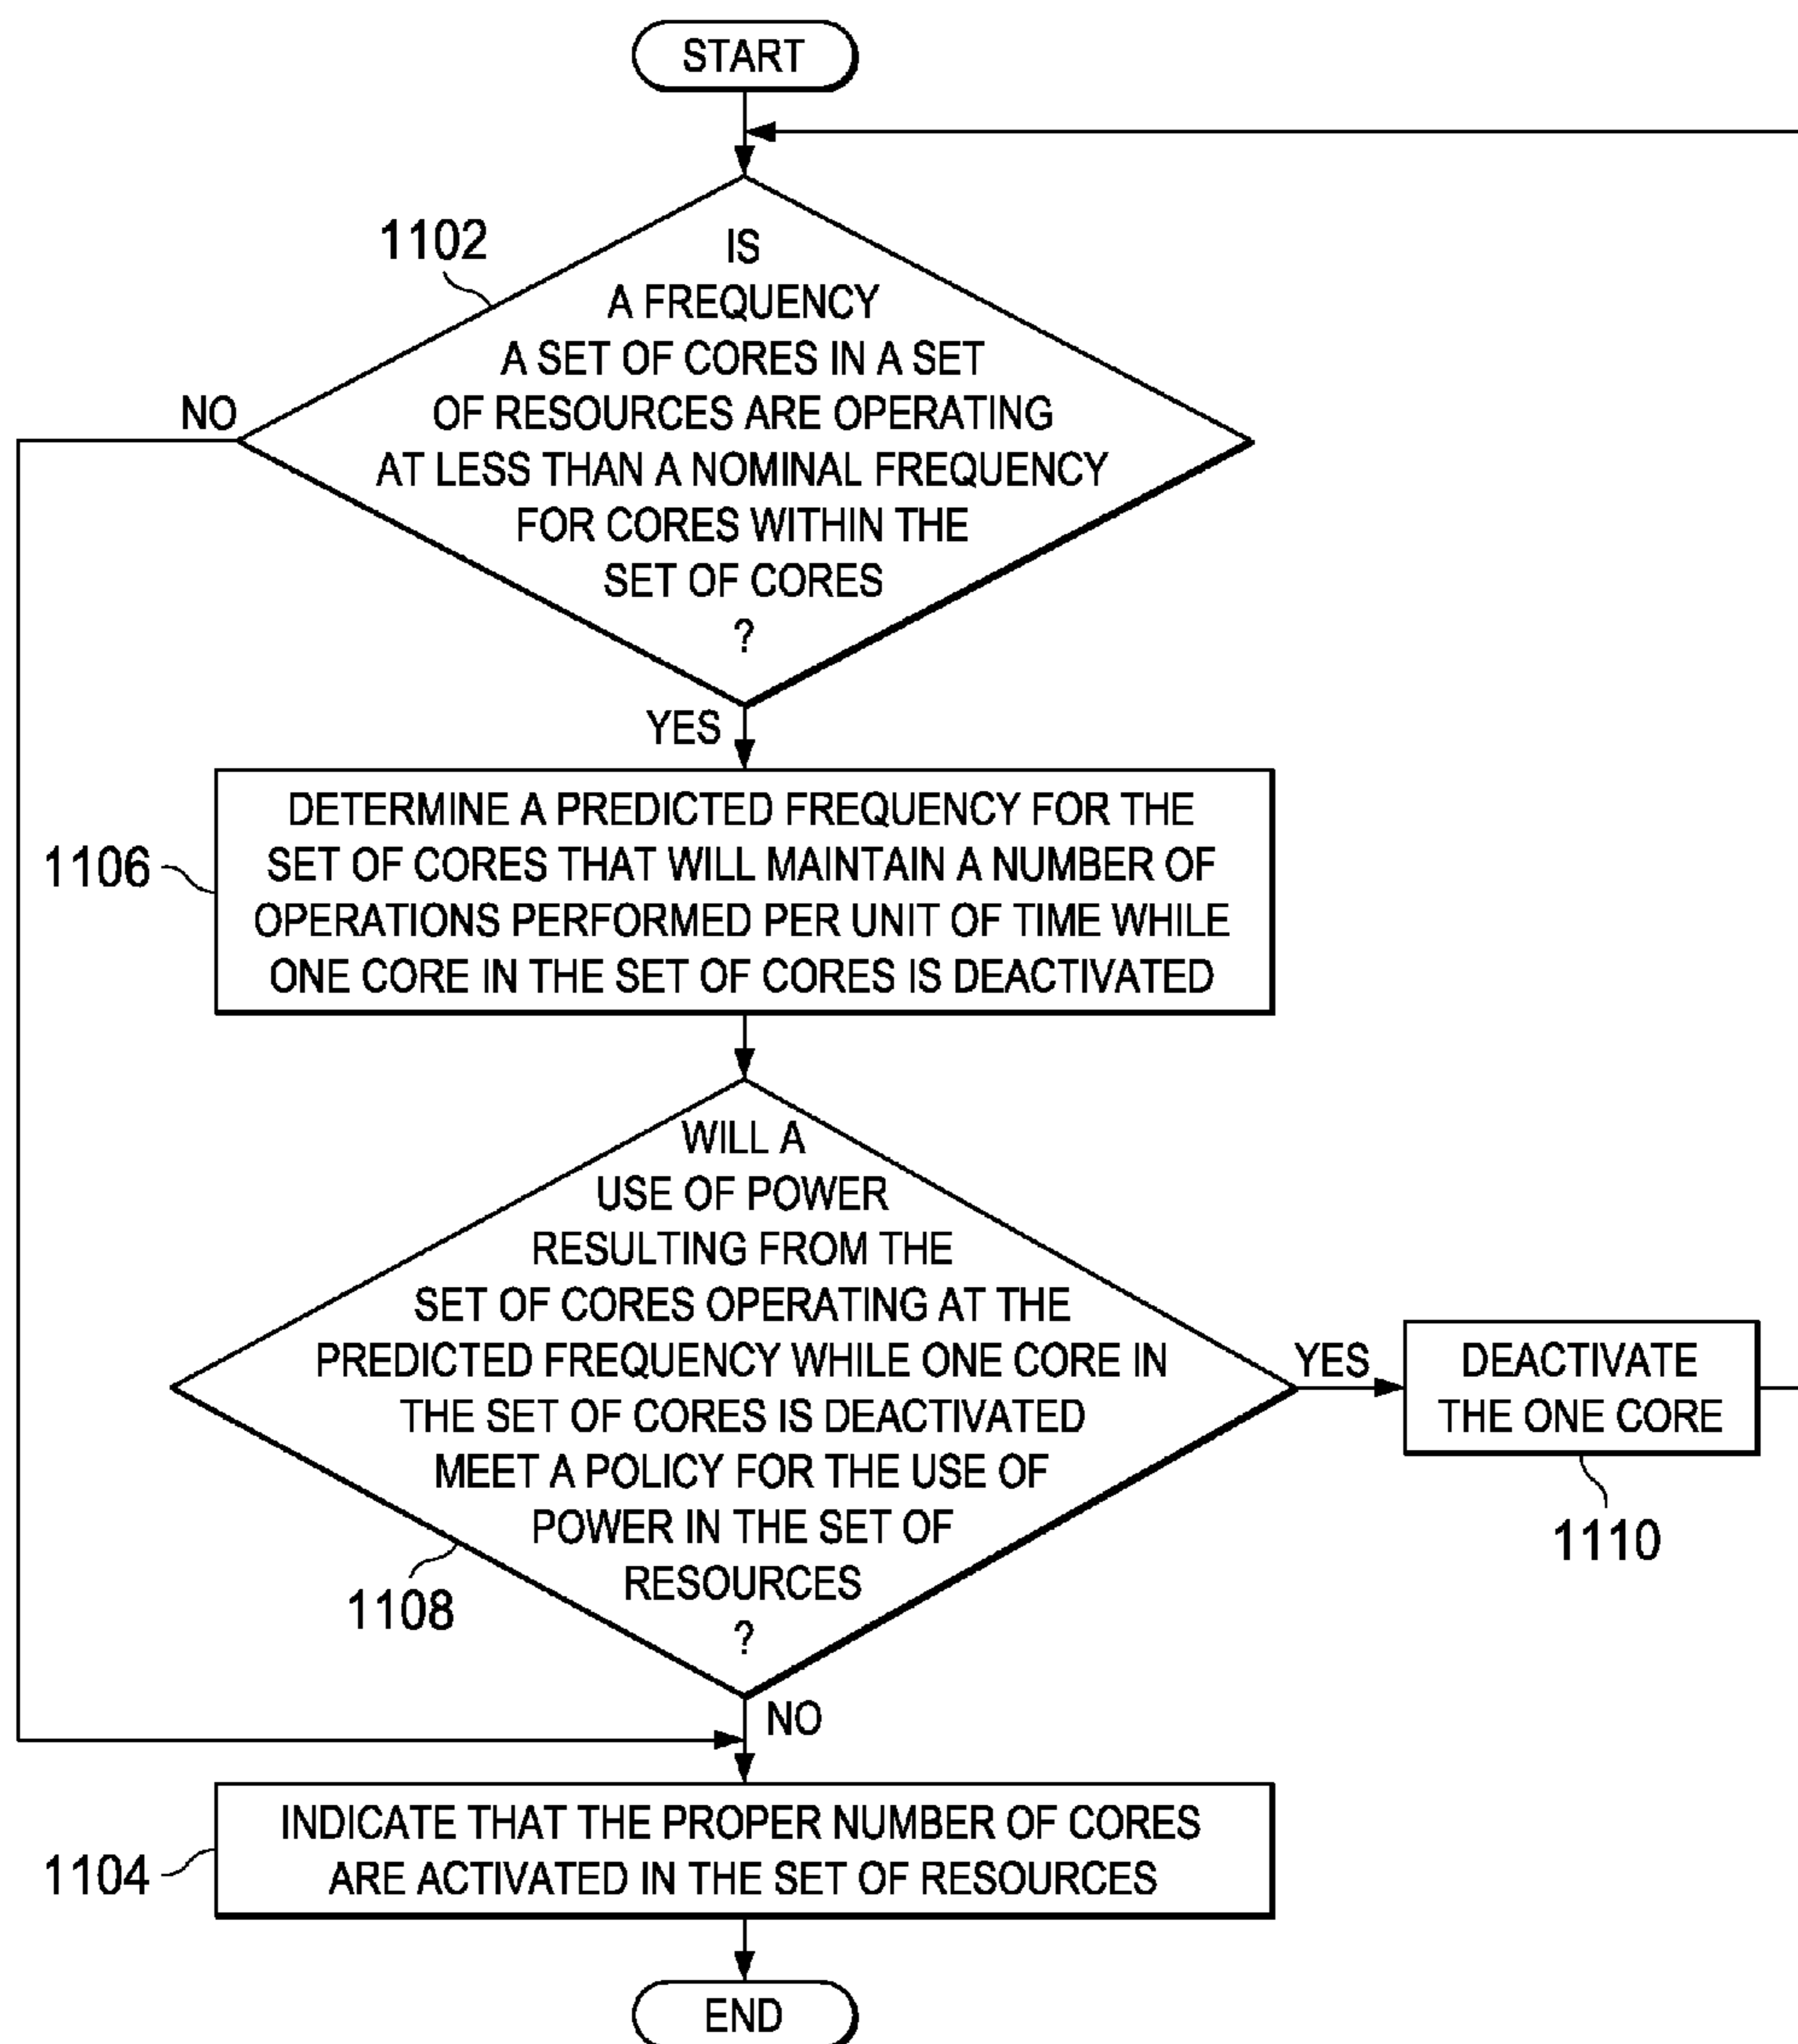 START
1102
IS
A FREQUENCY
A SET OF CORES IN A SET
OF RESOURCES ARE OPERATING
AT LESS THAN A NOMINAL FREQUENCY
FOR CORES WITHIN THE
SET OF CORES
?
NO
YES
1106
DETERMINE A PREDICTED FREQUENCY FOR THE
SET OF CORES THAT WILL MAINTAIN A NUMBER OF
OPERATIONS PERFORMED PER UNIT OF TIME WHILE
ONE CORE IN THE SET OF CORES IS DEACTIVATED
WILL A
USE OF POWER
RESULTING FROM THE
SET OF CORES OPERATING AT THE
PREDICTED FREQUENCY WHILE ONE CORE IN
THE SET OF CORES IS DEACTIVATED
MEET A POLICY FOR THE USE OF
POWER IN THE SET OF
RESOURCES
?
1108
YES
DEACTIVATE
THE ONE CORE
1110
NO
1104
INDICATE THAT THE PROPER NUMBER OF CORES
ARE ACTIVATED IN THE SET OF RESOURCES
END